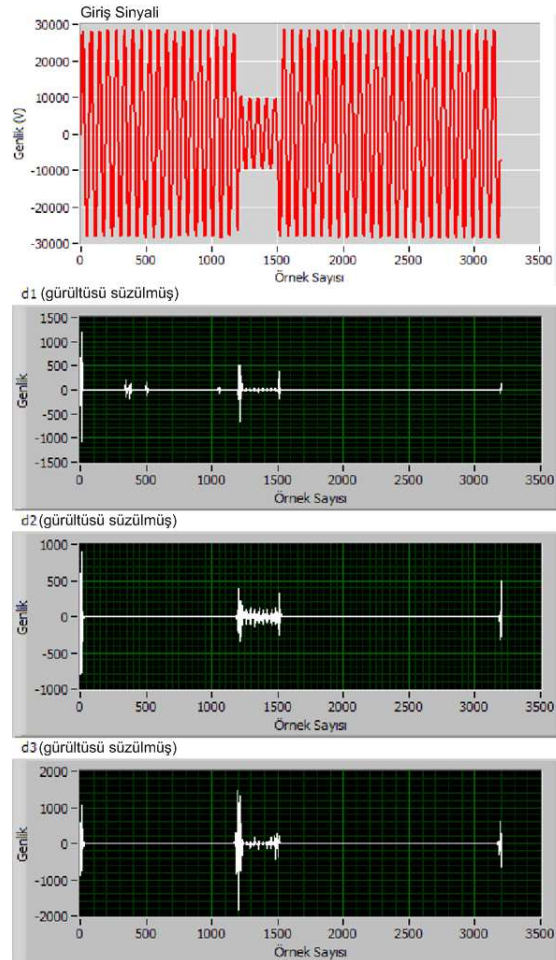 Giriş Sinyali
30000
20000
10000
0
-10000
-20000
-30000
Genlik (V)
0 500 1000 1500 2000 2500 3000 3500
Örnek Sayısı
d1 (gürültüsü süzülmüş)
1500
1000
500
0
-500
-1000
-1500
Genlik
0 500 1000 1500 2000 2500 3000 3500
Örnek Sayısı
d2 (gürültüsü süzülmüş)
1000
500
0
-500
-1000
Genlik
0 500 1000 1500 2000 2500 3000 3500
Örnek Sayısı
d3 (gürültüsü süzülmüş)
2000
1000
0
-1000
-2000
Genlik
0 500 1000 1500 2000 2500 3000 3500
Örnek Sayısı